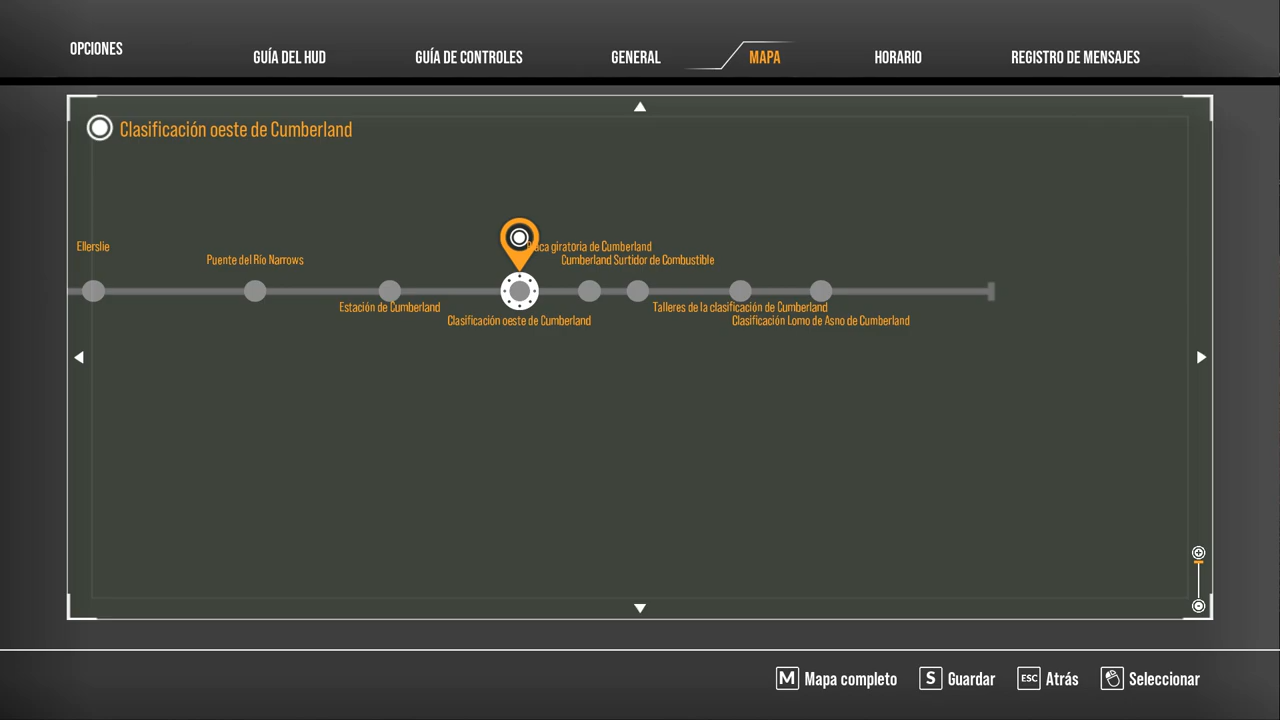 OPCIONES
GUÍA DEL HUD
GUÍA DE CONTROLES
GENERAL
MAPA
HORARIO
REGISTRO DE MENSAJES
Clasificación oeste de Cumberland
Ellerslie
giratoria de Cumberland
Puente del Río Narrows
Cumberland Surtidor de Combustible
Estación de Cumberland
Talleres de la clasificación de Cumberland
Clasificación oeste de Cumberland
Clasificación Lomo de Asno de Cumberland
M Mapa completo
S Guardar
ESC Atrás
Seleccionar